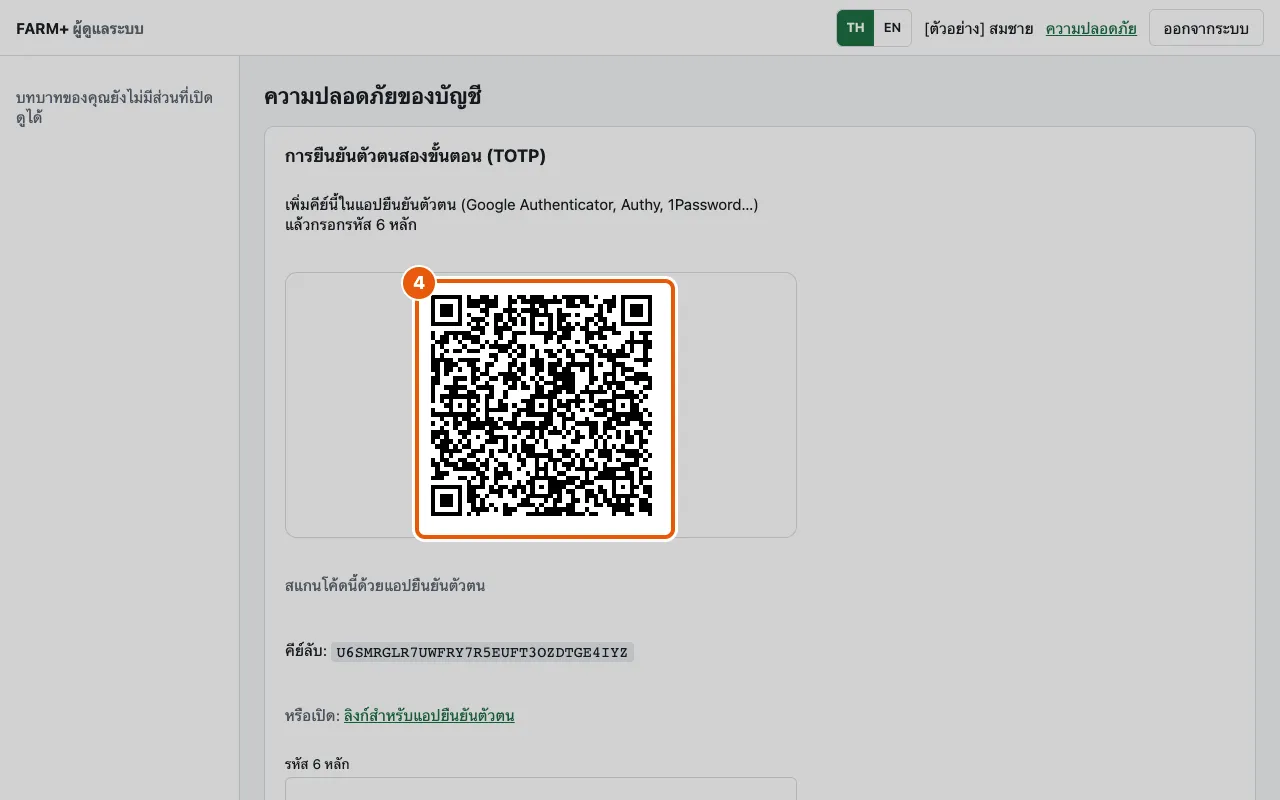 FARM+ ผู้ดูแลระบบ
TH EN [ตัวอย่าง] สมชาย ความปลอดภัย ออกจากระบบ
บทบาทของคุณยังไม่มีส่วนที่เปิด
ดูได้
ความปลอดภัยของบัญชี
การยืนยันตัวตนสองขั้นตอน (TOTP)
เพิ่มคีย์นี้ในแอปยืนยันตัวตน (Google Authenticator, Authy, 1Password…)
แล้วกรอกรหัส 6 หลัก
4
สแกนโค้ดนี้ด้วยแอปยืนยันตัวตน
คีย์ลับ: U6SMRGLR7UWFRY7R5EUFT3OZDTGE4IYZ
หรือเปิด: ลิงก์สำหรับแอปยืนยันตัวตน
รหัส 6 หลัก